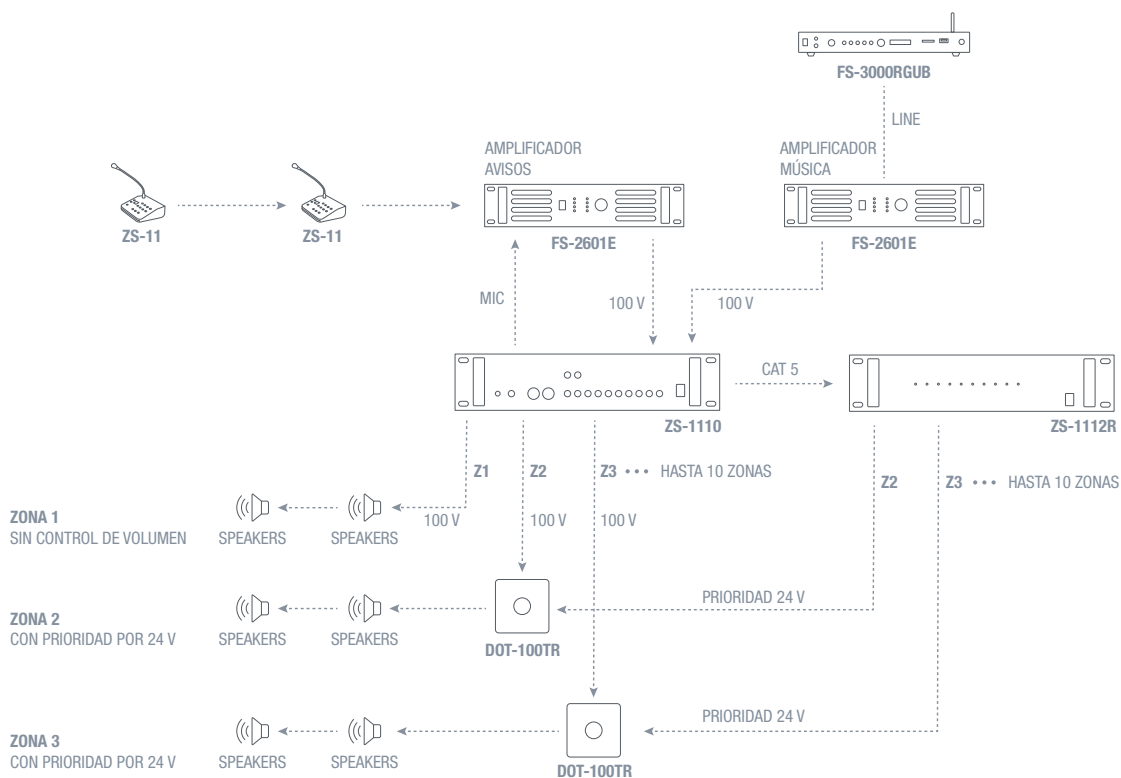 FS-3000RGUB
LINE
AMPLIFICADOR
AVISOS
AMPLIFICADOR
MÚSICA
ZS-11
ZS-11
FS-2601E
FS-2601E
MIC
100 V
100 V
CAT 5
ZS-1110
ZS-1112R
Z1
Z2
Z3 ••• HASTA 10 ZONAS
Z2
Z3 ••• HASTA 10 ZONAS
ZONA 1
SIN CONTROL DE VOLUMEN
SPEAKERS
SPEAKERS
100 V
100 V
100 V
ZONA 2
CON PRIORIDAD POR 24 V
SPEAKERS
SPEAKERS
DOT-100TR
PRIORIDAD 24 V
ZONA 3
CON PRIORIDAD POR 24 V
SPEAKERS
SPEAKERS
DOT-100TR
PRIORIDAD 24 V